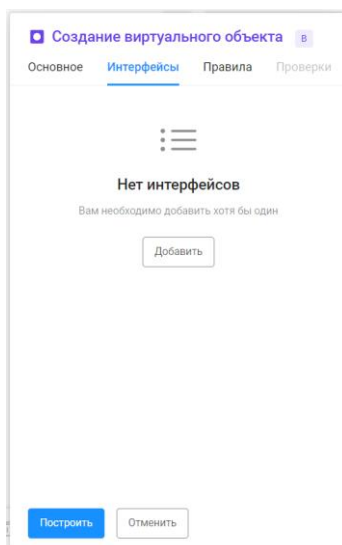 Создание виртуального объекта В
Основное Интерфейсы Правила Проверки
Нет интерфейсов
Вам необходимо добавить хотя бы один
Добавить
Построить Отменить